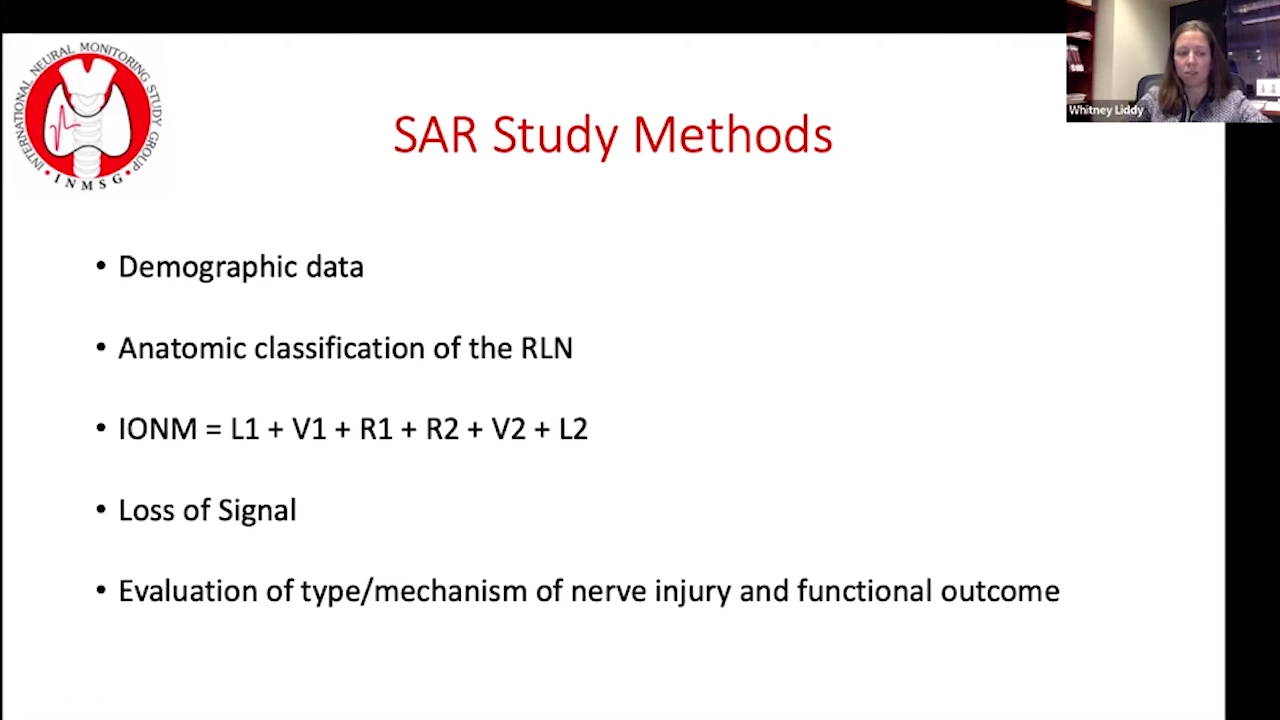 INTERNATIONAL NEURAL MONITORING STUDY GROUP
• INMSG •
Whitney Liddy
SAR Study Methods
• Demographic data
• Anatomic classification of the RLN
• IONM = L1 + V1 + R1 + R2 + V2 + L2
• Loss of Signal
• Evaluation of type/mechanism of nerve injury and functional outcome